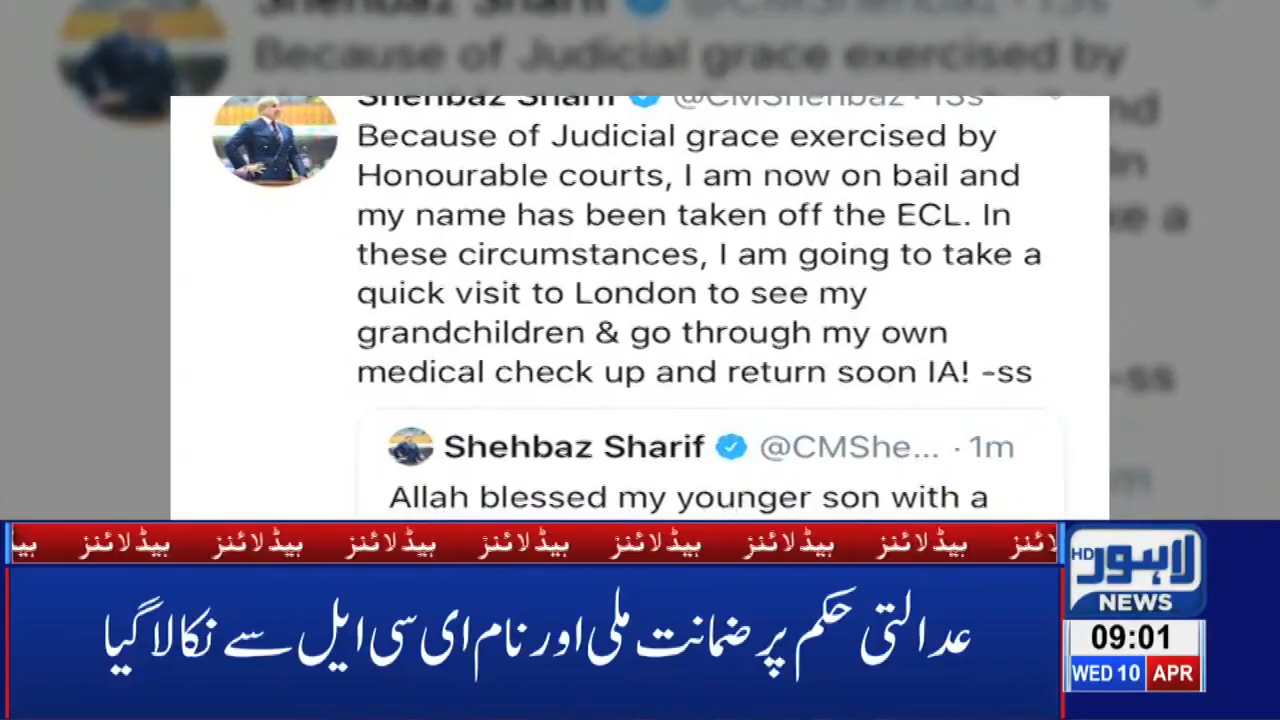 Shehbaz Sharif @CMShehbaz · 13s
Because of Judicial grace exercised by
Honourable courts, I am now on bail and
my name has been taken off the ECL. In
these circumstances, I am going to take a
quick visit to London to see my
grandchildren & go through my own
medical check up and return soon IA! -ss
Shehbaz Sharif @CMShe... · 1m
Allah blessed my younger son with a
ہیڈلائنز ہیڈلائنز ہیڈلائنز ہیڈلائنز ہیڈلائنز ہیڈلائنز ہیڈلائنز
عدالتی حکم پر ضمانت ملی اور نام ای سی ایل سے نکالا گیا
لاہور HD
NEWS
09:01
WED 10 APR